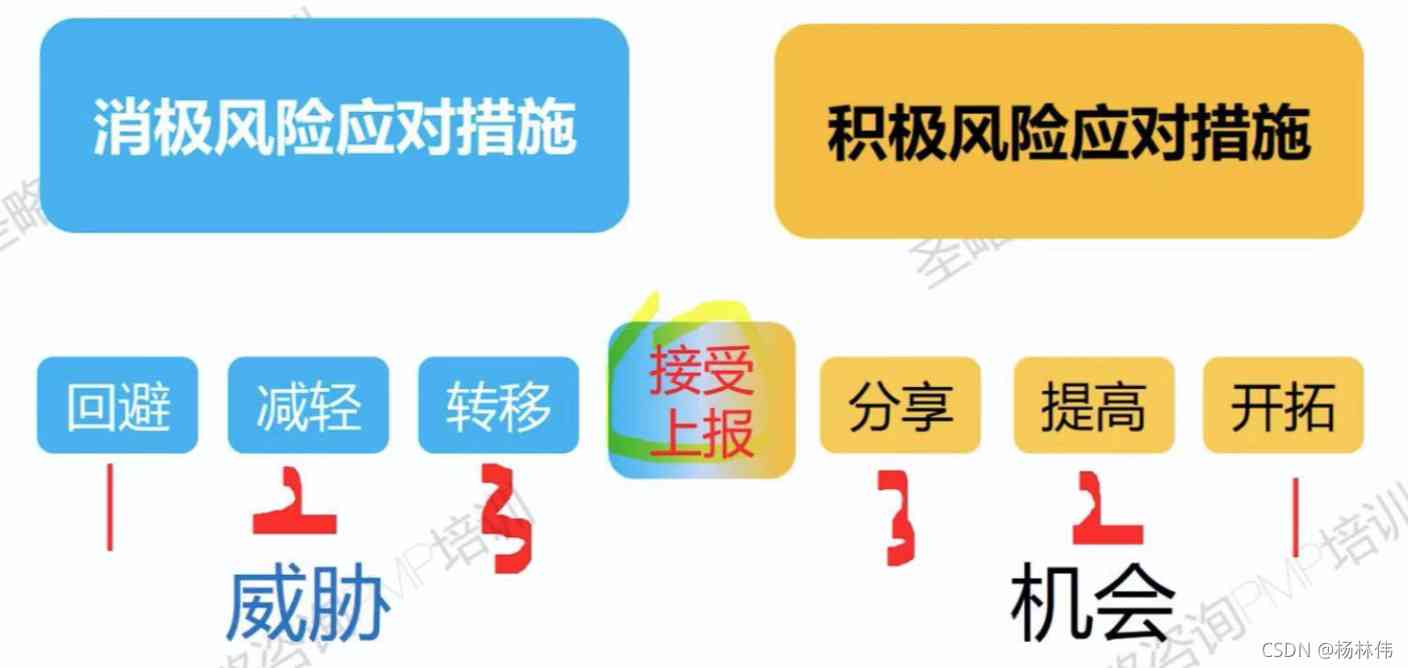 消极风险应对措施
积极风险应对措施
回避
减轻
转移
接受
上报
分享
提高
开拓
1
2
3
3
2
1
威胁
机会
圣略
圣略
咨询PMP培训
咨询PMP培训
CSDN @杨林伟